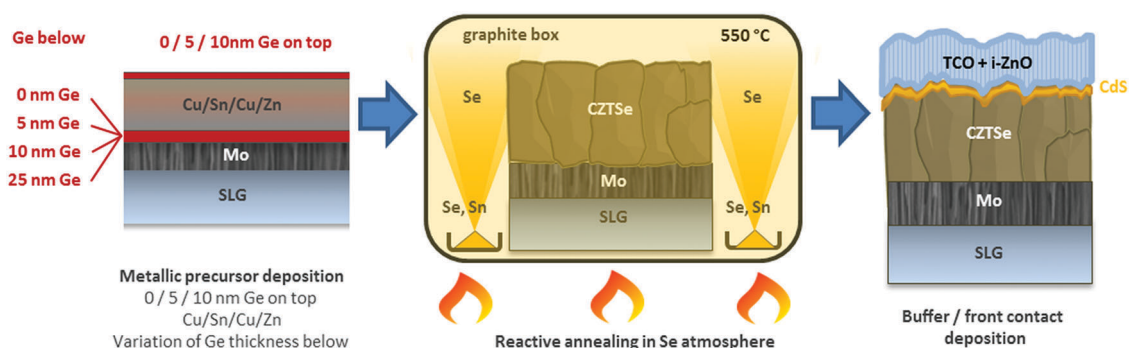 Ge below
0 / 5 / 10nm Ge on top
0 nm Ge
5 nm Ge
10 nm Ge
25 nm Ge
Cu/Sn/Cu/Zn
Mo
SLG
Metallic precursor deposition
0 / 5 / 10 nm Ge on top
Cu/Sn/Cu/Zn
Variation of Ge thickness below
graphite box
550 °C
Se
Se
CZTSe
Mo
Se, Sn
Se, Sn
SLG
Reactive annealing in Se atmosphere
TCO + i-ZnO
CdS
CZTSe
Mo
SLG
Buffer / front contact
deposition